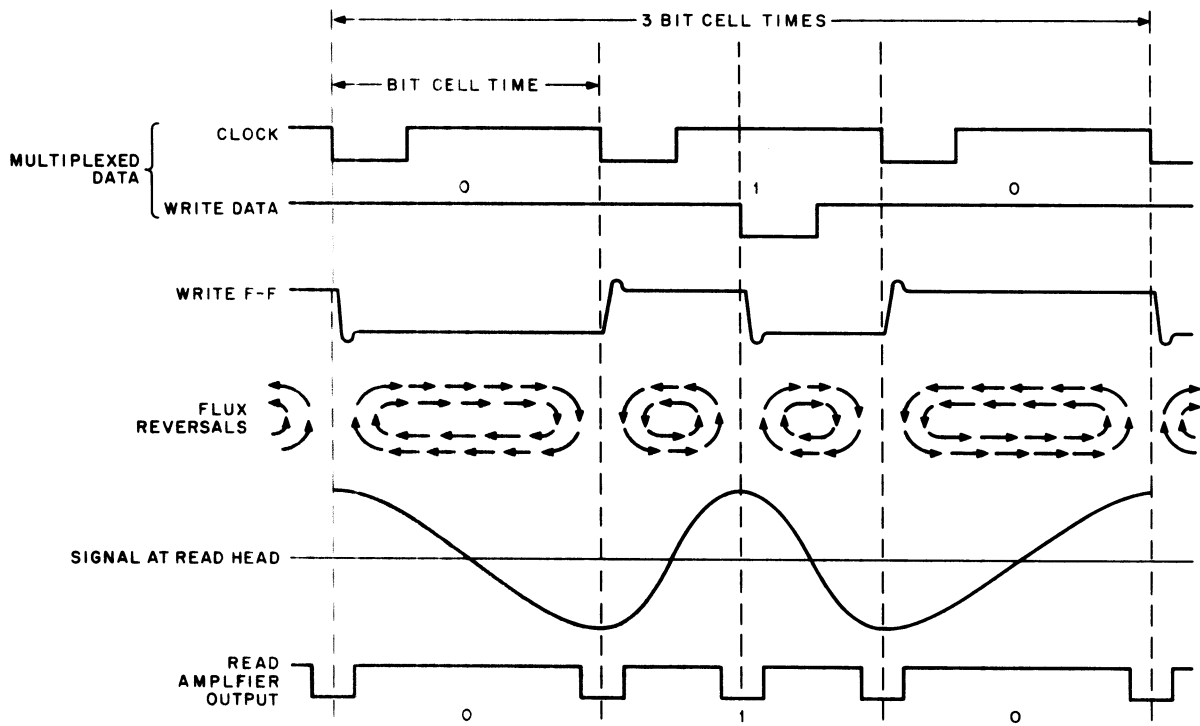 3 BIT CELL TIMES
BIT CELL TIME
CLOCK
MULTIPLEXED
DATA
0 1 0
WRITE DATA
WRITE F-F
FLUX
REVERSALS
SIGNAL AT READ HEAD
READ
AMPLFIER
OUTPUT
0 1 0